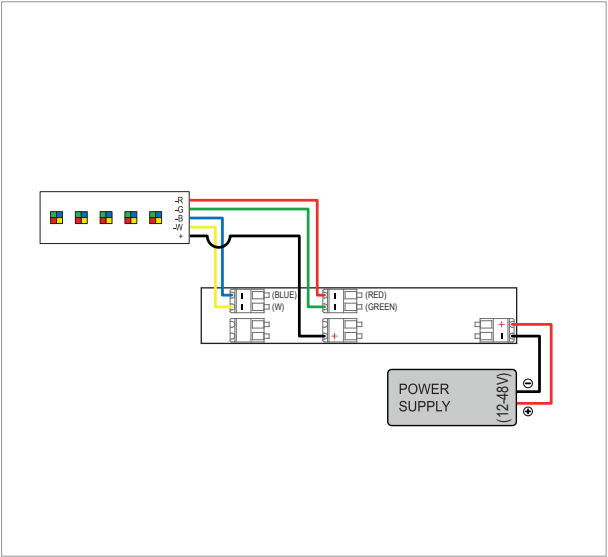 -R
-G
-B
-W
+
(BLUE)
(W)
(RED)
(GREEN)
+
+
POWER
SUPPLY
(12-48V)